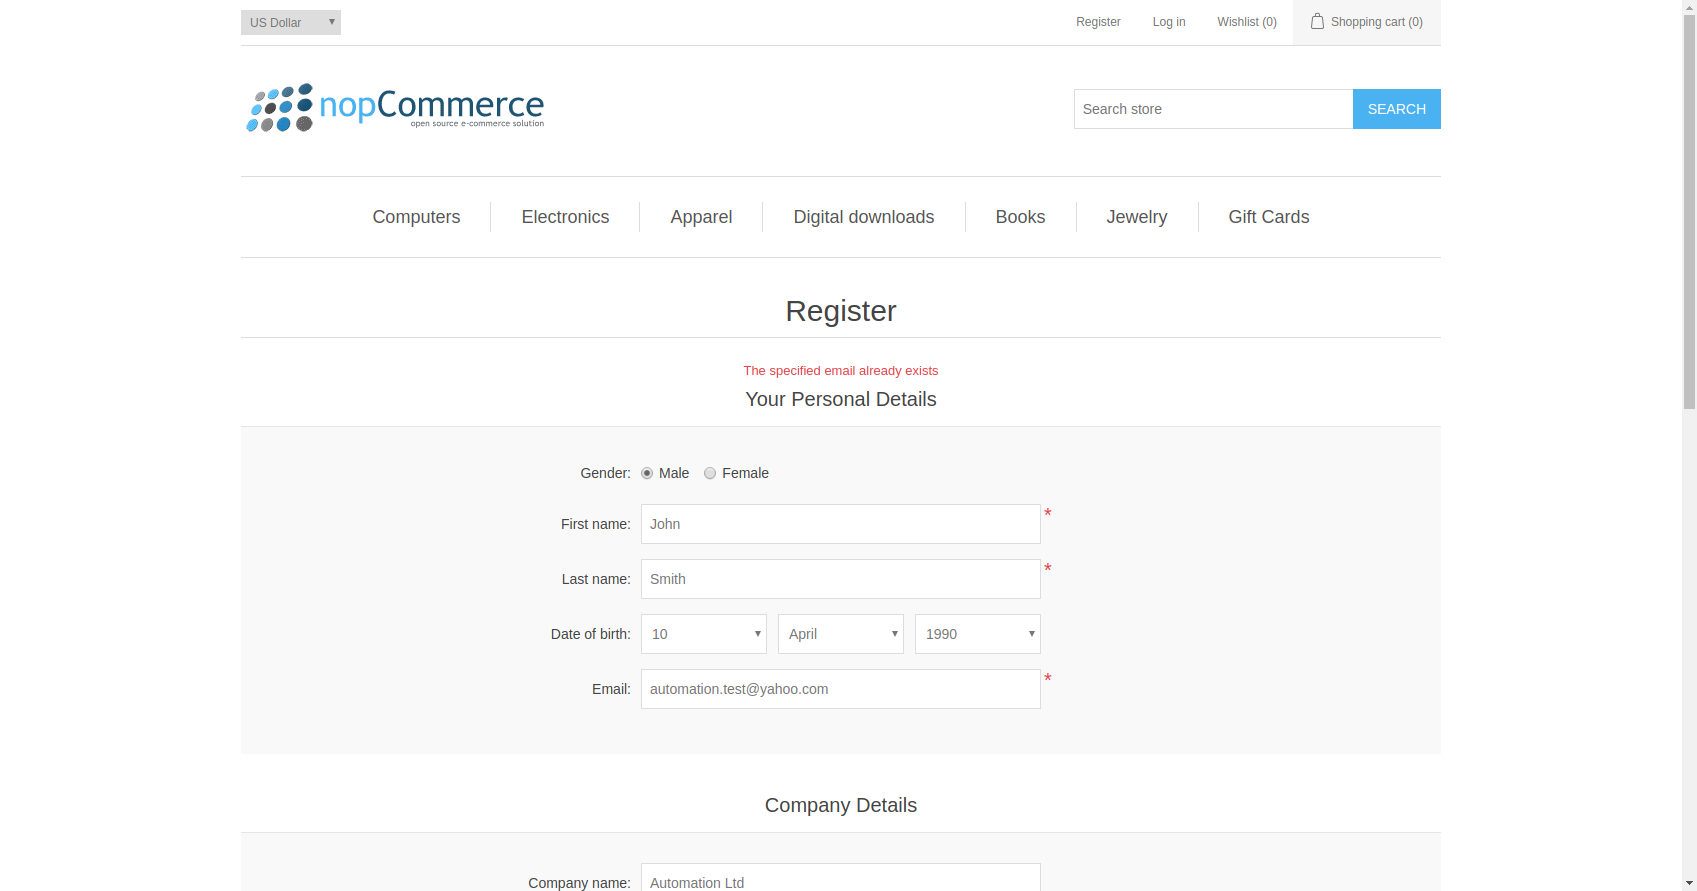 US Dollar Register Log in Wishlist (0) Shopping cart (0)
nopCommerce
open source e-commerce solution
Search store SEARCH
Computers Electronics Apparel Digital downloads Books Jewelry Gift Cards
Register
The specified email already exists
Your Personal Details
Gender: Male Female
First name: John *
Last name: Smith *
Date of birth: 10 April 1990
Email: automation.test@yahoo.com *
Company Details
Company name: Automation Ltd